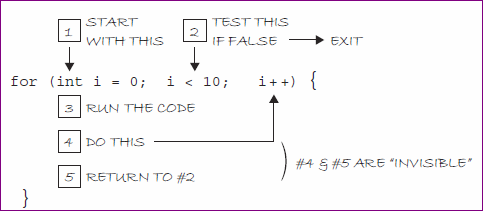 1 START
WITH THIS
2 TEST THIS
IF FALSE EXIT
for (int i = 0; i < 10; i++) {
3 RUN THE CODE
4 DO THIS
#4 & #5 ARE "INVISIBLE"
5 RETURN TO #2
}